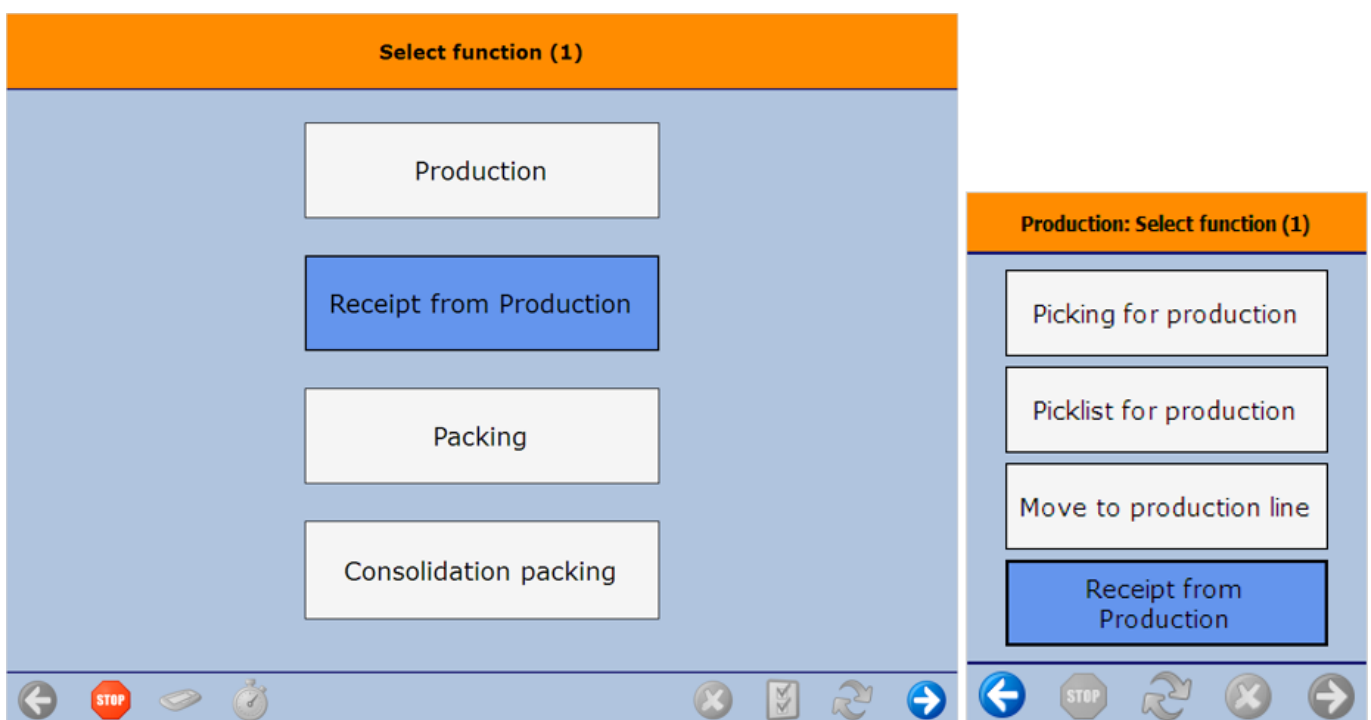 Select function (1)
Production
Receipt from Production
Packing
Consolidation packing
STOP
Production: Select function (1)
Picking for production
Picklist for production
Move to production line
Receipt from
Production
STOP